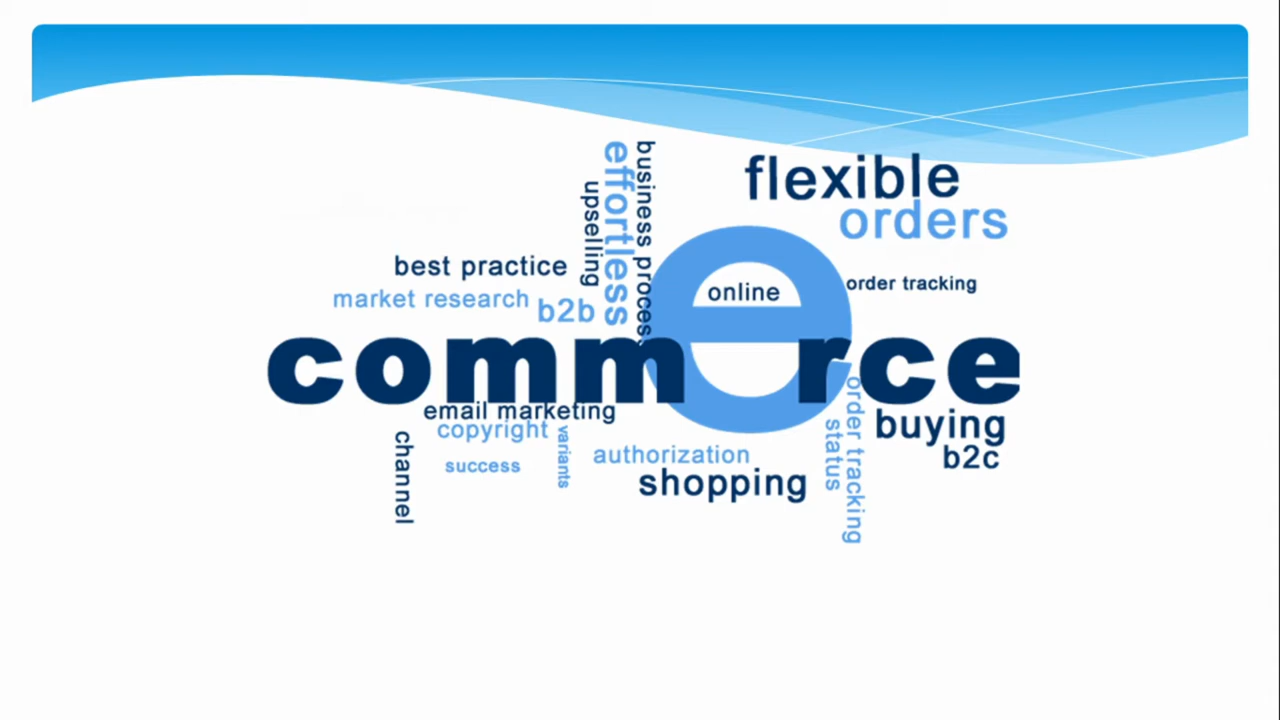 flexible
orders
business process
effortless
upselling
best practice
market research
b2b
online
order tracking
commerce
email marketing
copyright
success
channel
variants
authorization
shopping
order tracking
status
buying
b2c